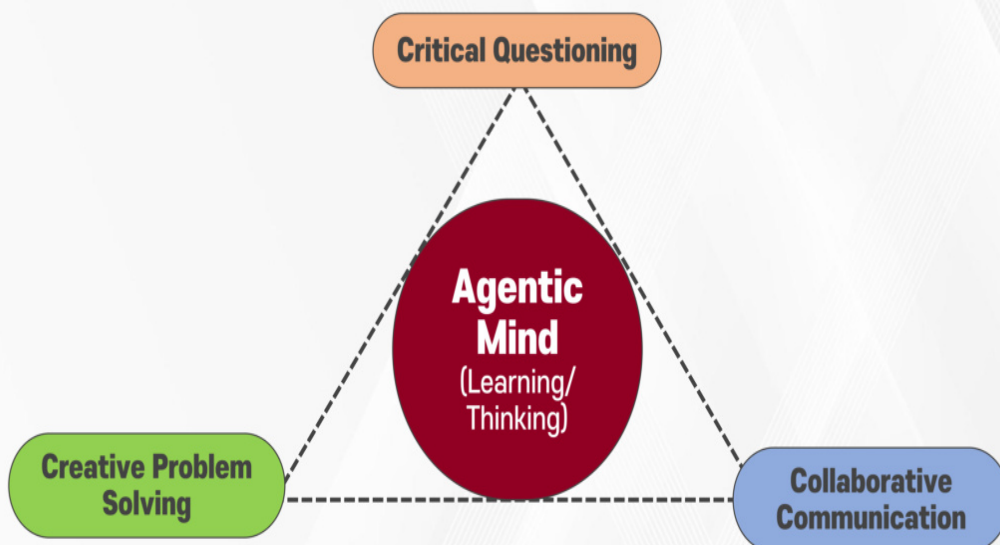 Critical Questioning
Agentic
Mind
(Learning/
Thinking)
Creative Problem
Solving
Collaborative
Communication